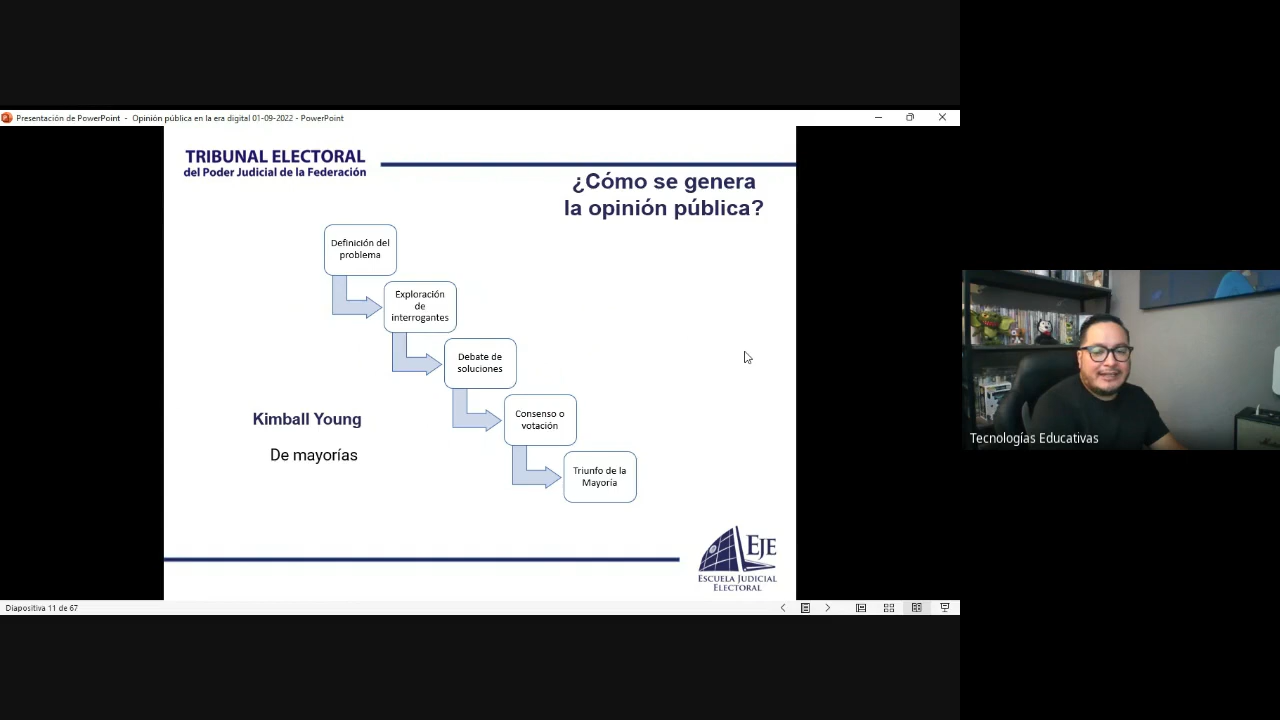 Presentación de PowerPoint - Opinión pública en la era digital 01-09-2022 - PowerPoint
TRIBUNAL ELECTORAL
del Poder Judicial de la Federación
¿Cómo se genera
la opinión pública?
Definición del
problema
Exploración
de
interrogantes
Debate de
soluciones
Consenso o
votación
Triunfo de la
Mayoría
Kimball Young
De mayorías
EJE
ESCUELA JUDICIAL
ELECTORAL
Diapositiva 11 de 67
Tecnologías Educativas